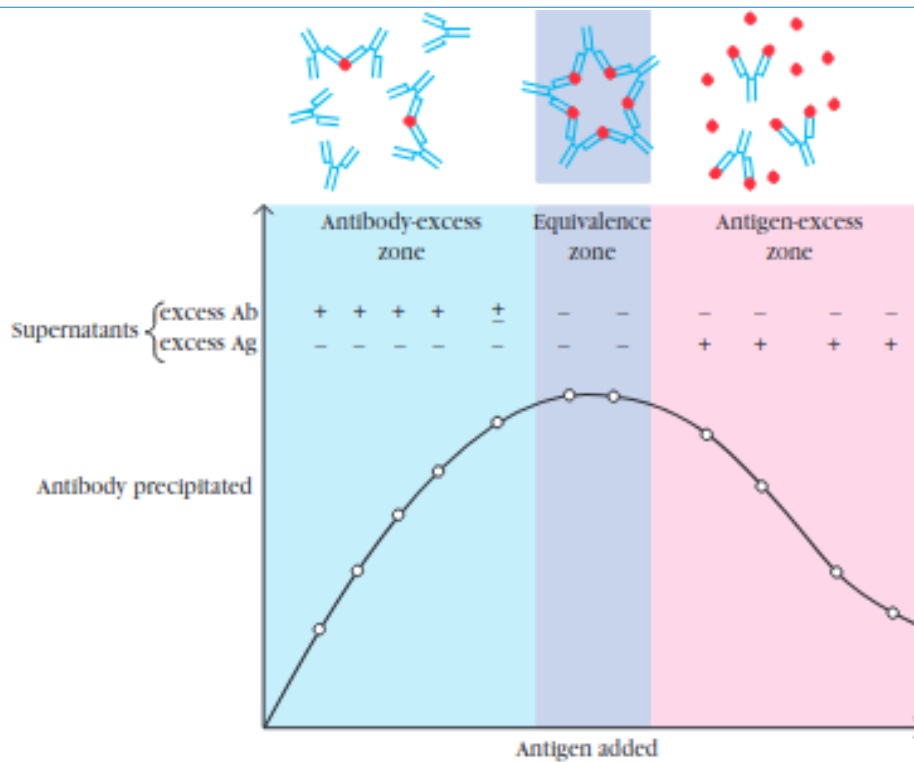 Antibody-excess
zone
Equivalence
zone
Antigen-excess
zone
Supernatants
excess Ab + + + + ± – – – – – –
excess Ag – – – – – – – + + + +
Antibody precipitated
Antigen added